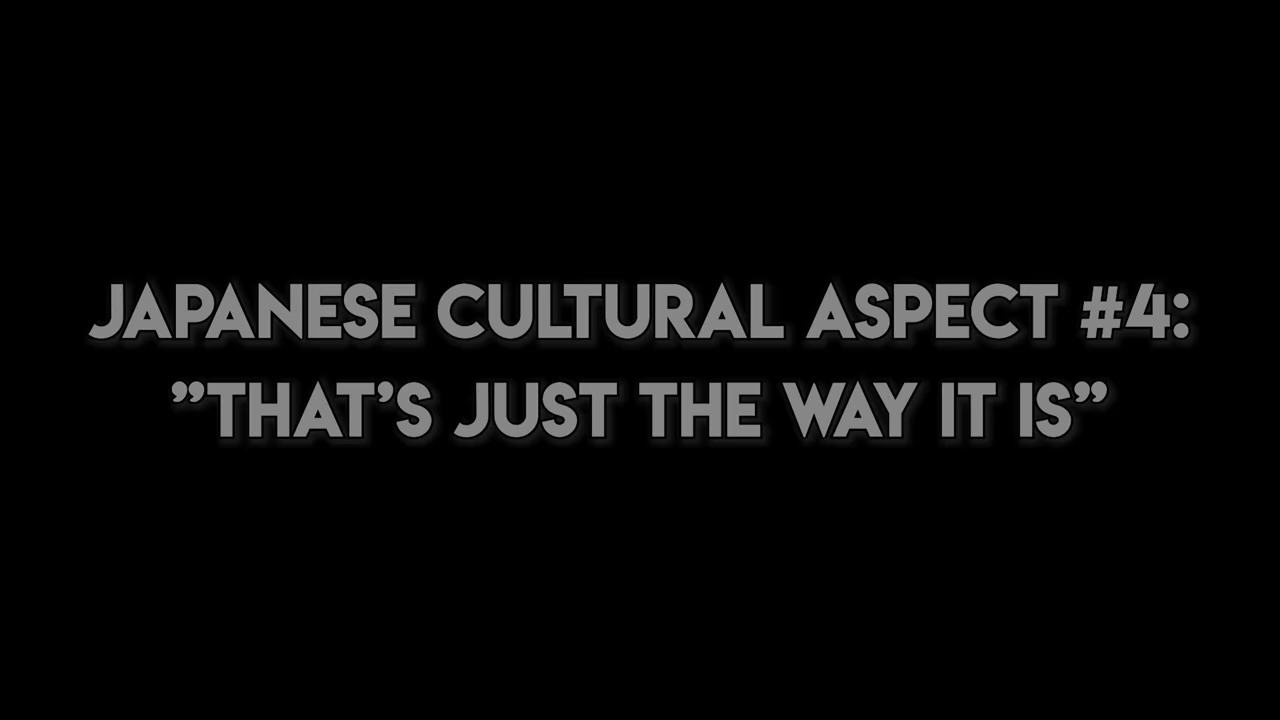 JAPANESE CULTURAL ASPECT #4:
”THAT’S JUST THE WAY IT IS”